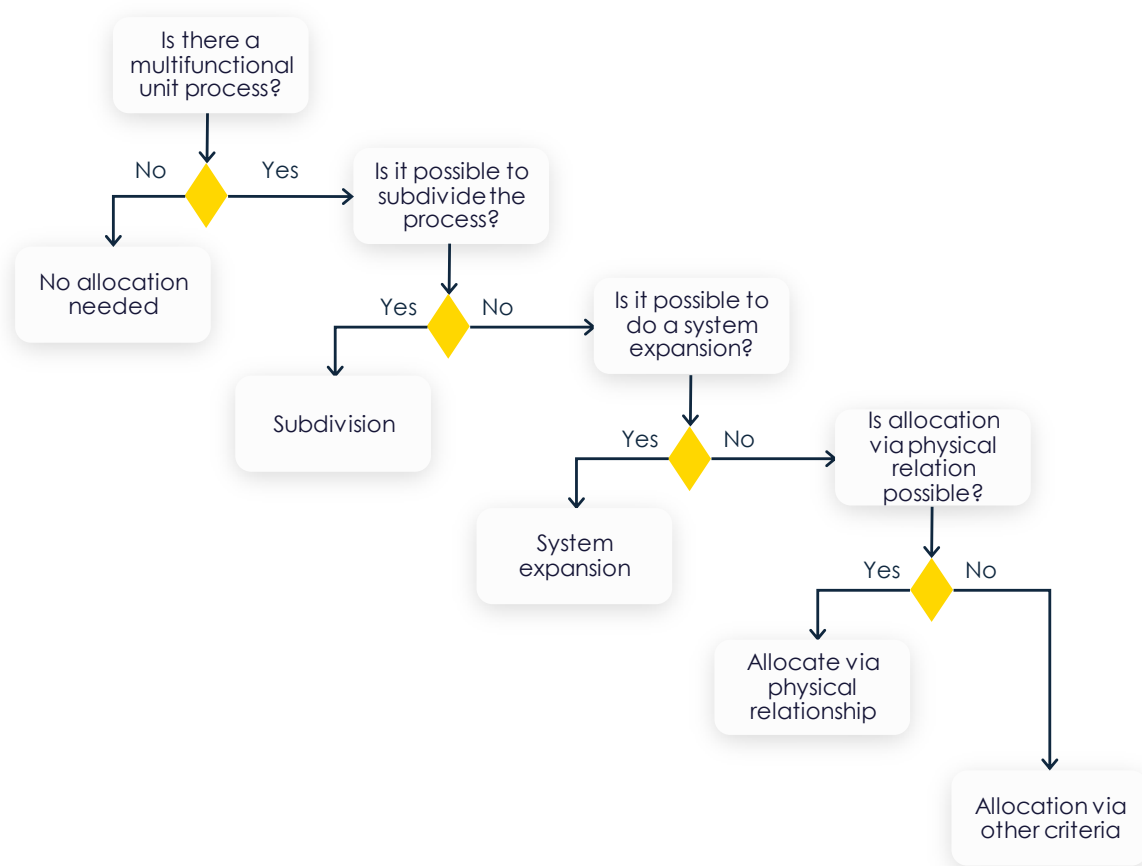 Is there a
multifunctional
unit process?
No
Yes
Is it possible to
subdivide the
process?
No allocation
needed
Yes
No
Is it possible to
do a system
expansion?
Subdivision
Yes
No
Is allocation
via physical
relation
possible?
System
expansion
Yes
No
Allocate via
physical
relationship
Allocation via
other criteria